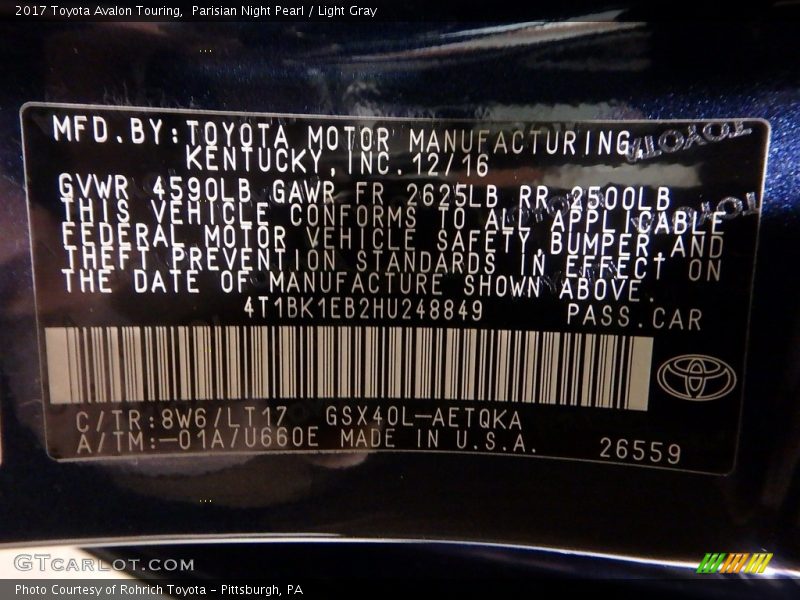 2017 Toyota Avalon Touring,  Parisian Night Pearl / Light Gray
MFD.BY:TOYOTA MOTOR MANUFACTURING,
KENTUCKY,INC.12/16
GVWR 4590LB GAWR FR 2625LB RR 2500LB
THIS VEHICLE CONFORMS TO ALL APPLICABLE
FEDERAL MOTOR VEHICLE SAFETY,BUMPER,AND
THEFT PREVENTION STANDARDS IN EFFECT ON
THE DATE OF MANUFACTURE SHOWN ABOVE.
4T1BK1EB2HU248849 PASS.CAR
C/TR:8W6/LT17 GSX40L-AETQKA
A/TM:-01A/U660E MADE IN U.S.A. 26559
TOYOTA
TOYOTA
GTCARLOT.COM
Photo Courtesy of Rohrich Toyota - Pittsburgh, PA